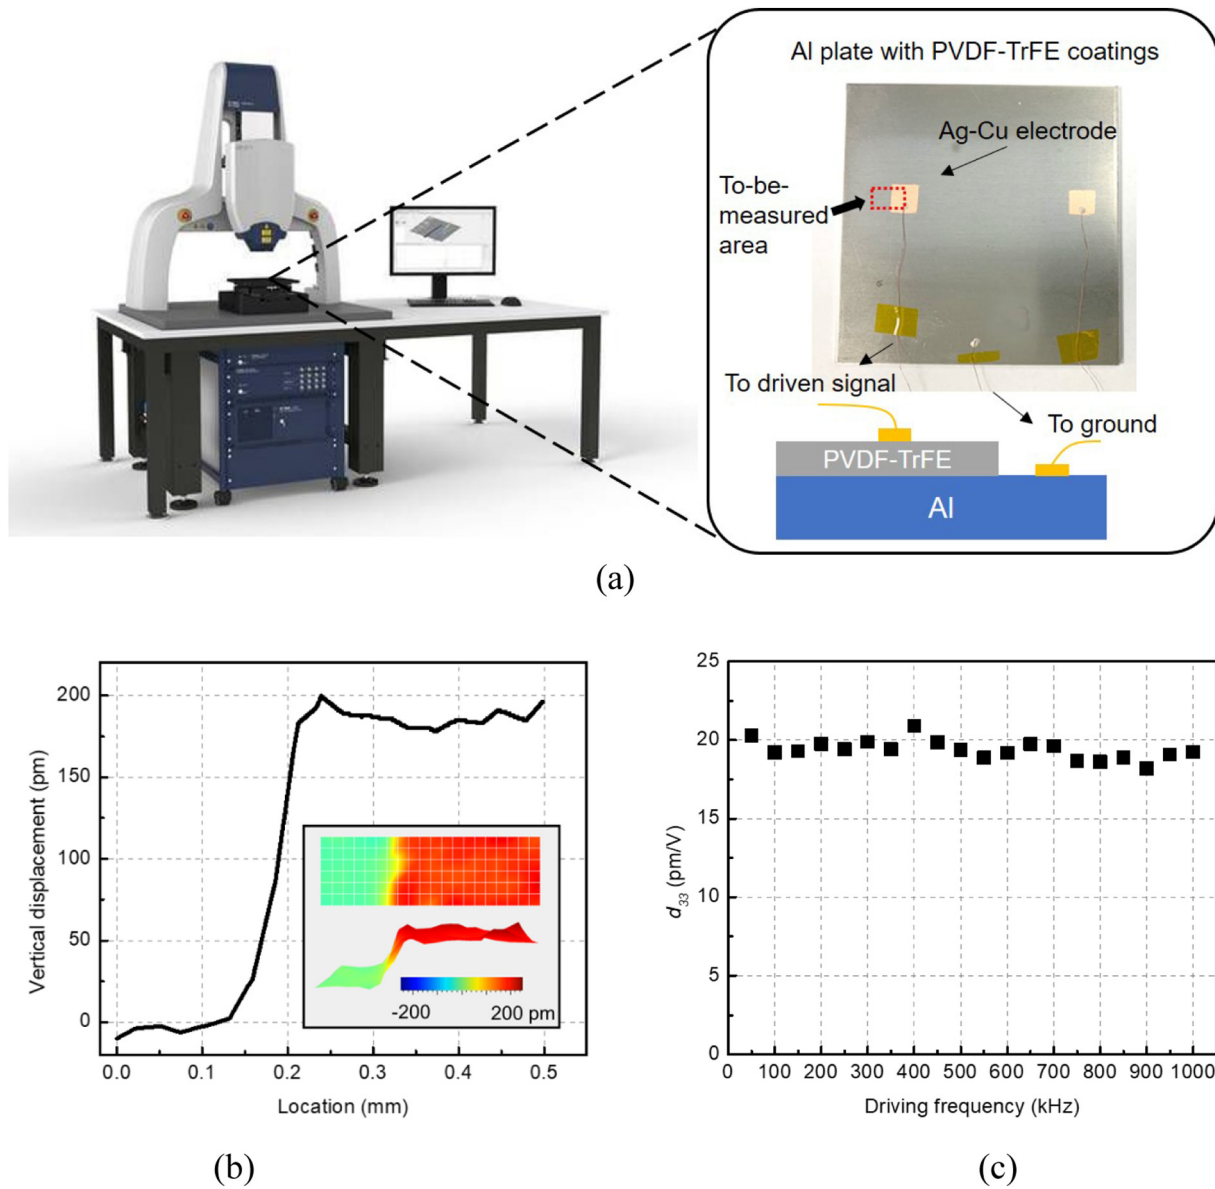 Al plate with PVDF-TrFE coatings
Ag-Cu electrode
To-be-
measured
area
To driven signal
To ground
PVDF-TrFE
Al
(a)
Vertical displacement (pm)
200
150
100
50
0
-200
200 pm
0.0
0.1
0.2
0.3
0.4
0.5
Location (mm)
(b)
d33 (pm/V)
25
20
15
10
5
0
0
100
200
300
400
500
600
700
800
900
1000
Driving frequency (kHz)
(c)